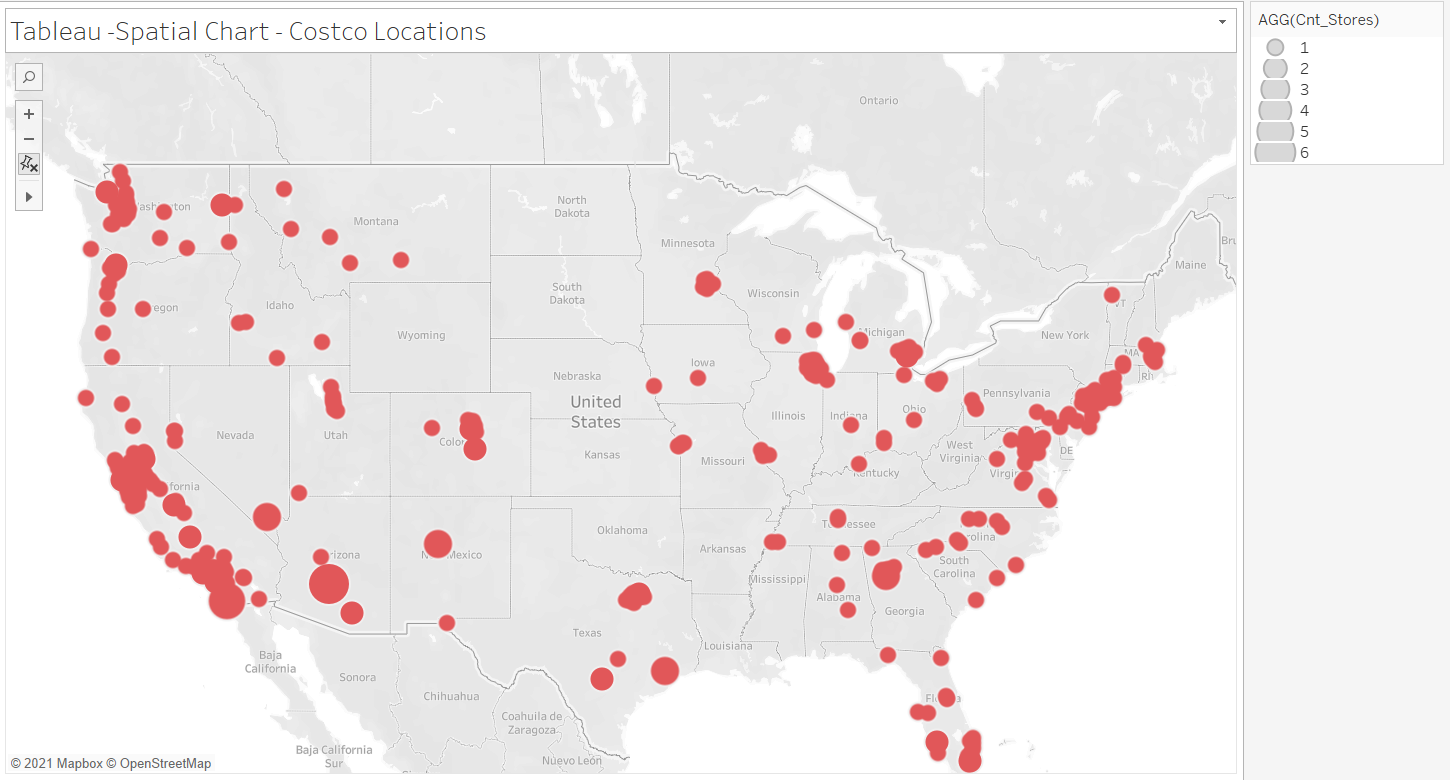 Tableau -Spatial Chart - Costco Locations
AGG(Cnt_Stores)
1
2
3
4
5
6
Ontario
North
Dakota
Montana
Minnesota
Maine
South
Dakota
Wisconsin
Idaho
Wyoming
Michigan
New York
VT
MA
Iowa
Nebraska
United
States
Pennsylvania
Illinois
Ohio
Nevada
Utah
Kansas
Missouri
West
Virginia
DE
Kentucky
Oklahoma
Arkansas
Mississippi
South
Carolina
Alabama
Georgia
Texas
Louisiana
Baja
California
Sonora
Chihuahua
Coahuila de
Zaragoza
Baja California
Sur
Nuevo León
© 2021 Mapbox © OpenStreetMap